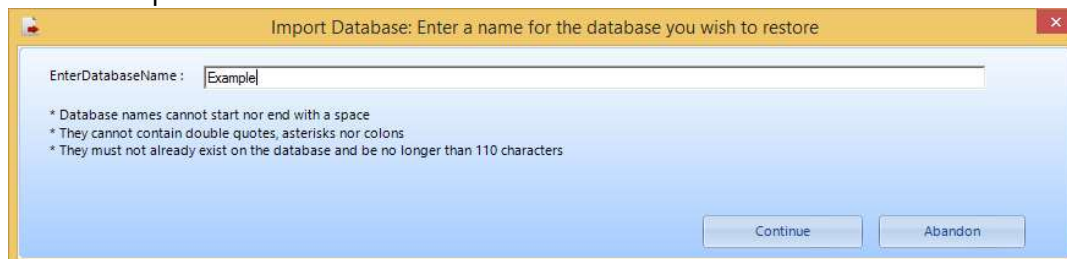 Import Database: Enter a name for the database you wish to restore
EnterDatabaseName : Example
* Database names cannot start nor end with a space
* They cannot contain double quotes, asterisks nor colons
* They must not already exist on the database and be no longer than 110 characters
Continue Abandon